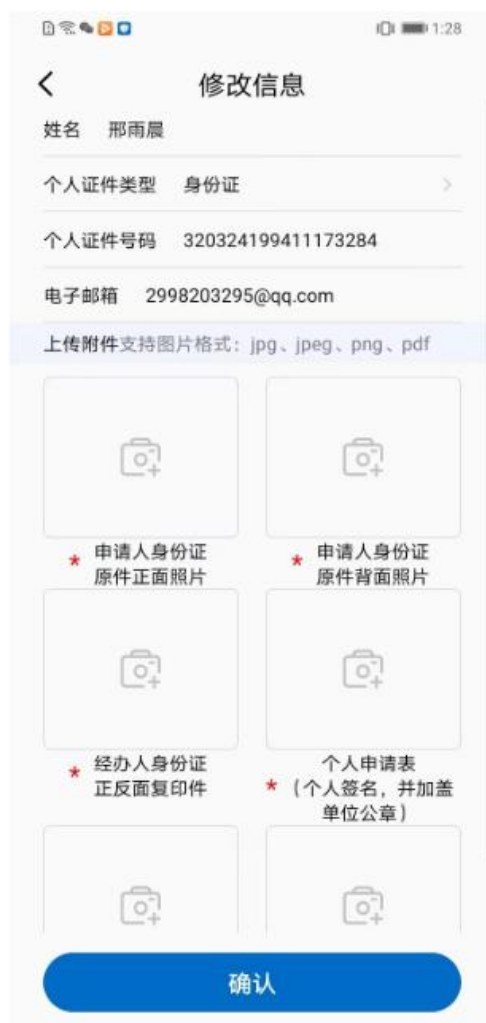 1:28
修改信息
姓名 邢雨晨
个人证件类型 身份证
个人证件号码 320324199411173284
电子邮箱 2998203295@qq.com
上传附件支持图片格式：jpg、jpeg、png、pdf
* 申请人身份证
原件正面照片
* 申请人身份证
原件背面照片
* 经办人身份证
正反面复印件
个人申请表
*（个人签名，并加盖
单位公章）
确认